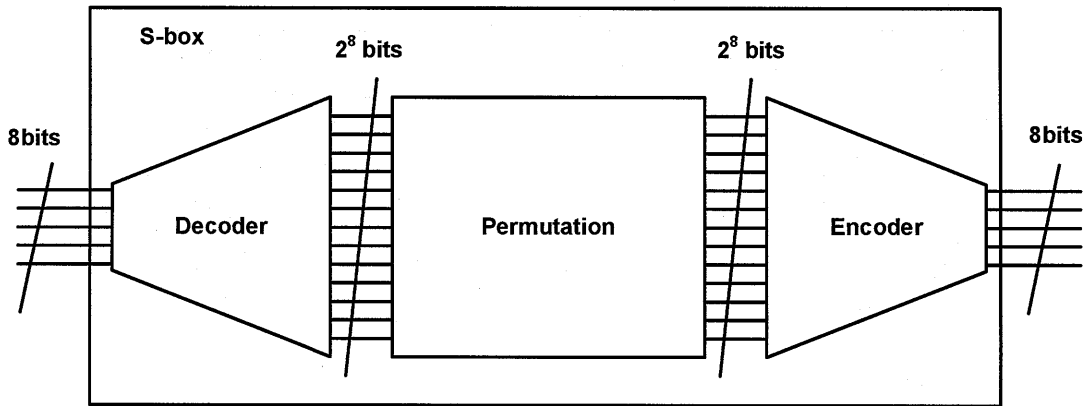 S-box
2⁸ bits
2⁸ bits
8bits
8bits
Decoder
Permutation
Encoder